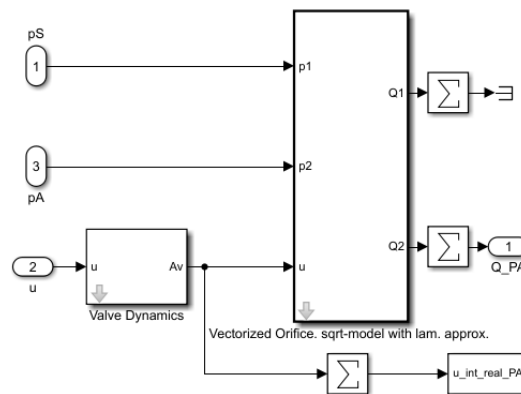 pS
1
p1
Q1
Σ
3
p2
pA
2
u
u
Av
Valve Dynamics
u
Q2
Σ
1
Q_PA
Vectorized Orifice. sqrt-model with lam. approx.
Σ
u_int_real_PA